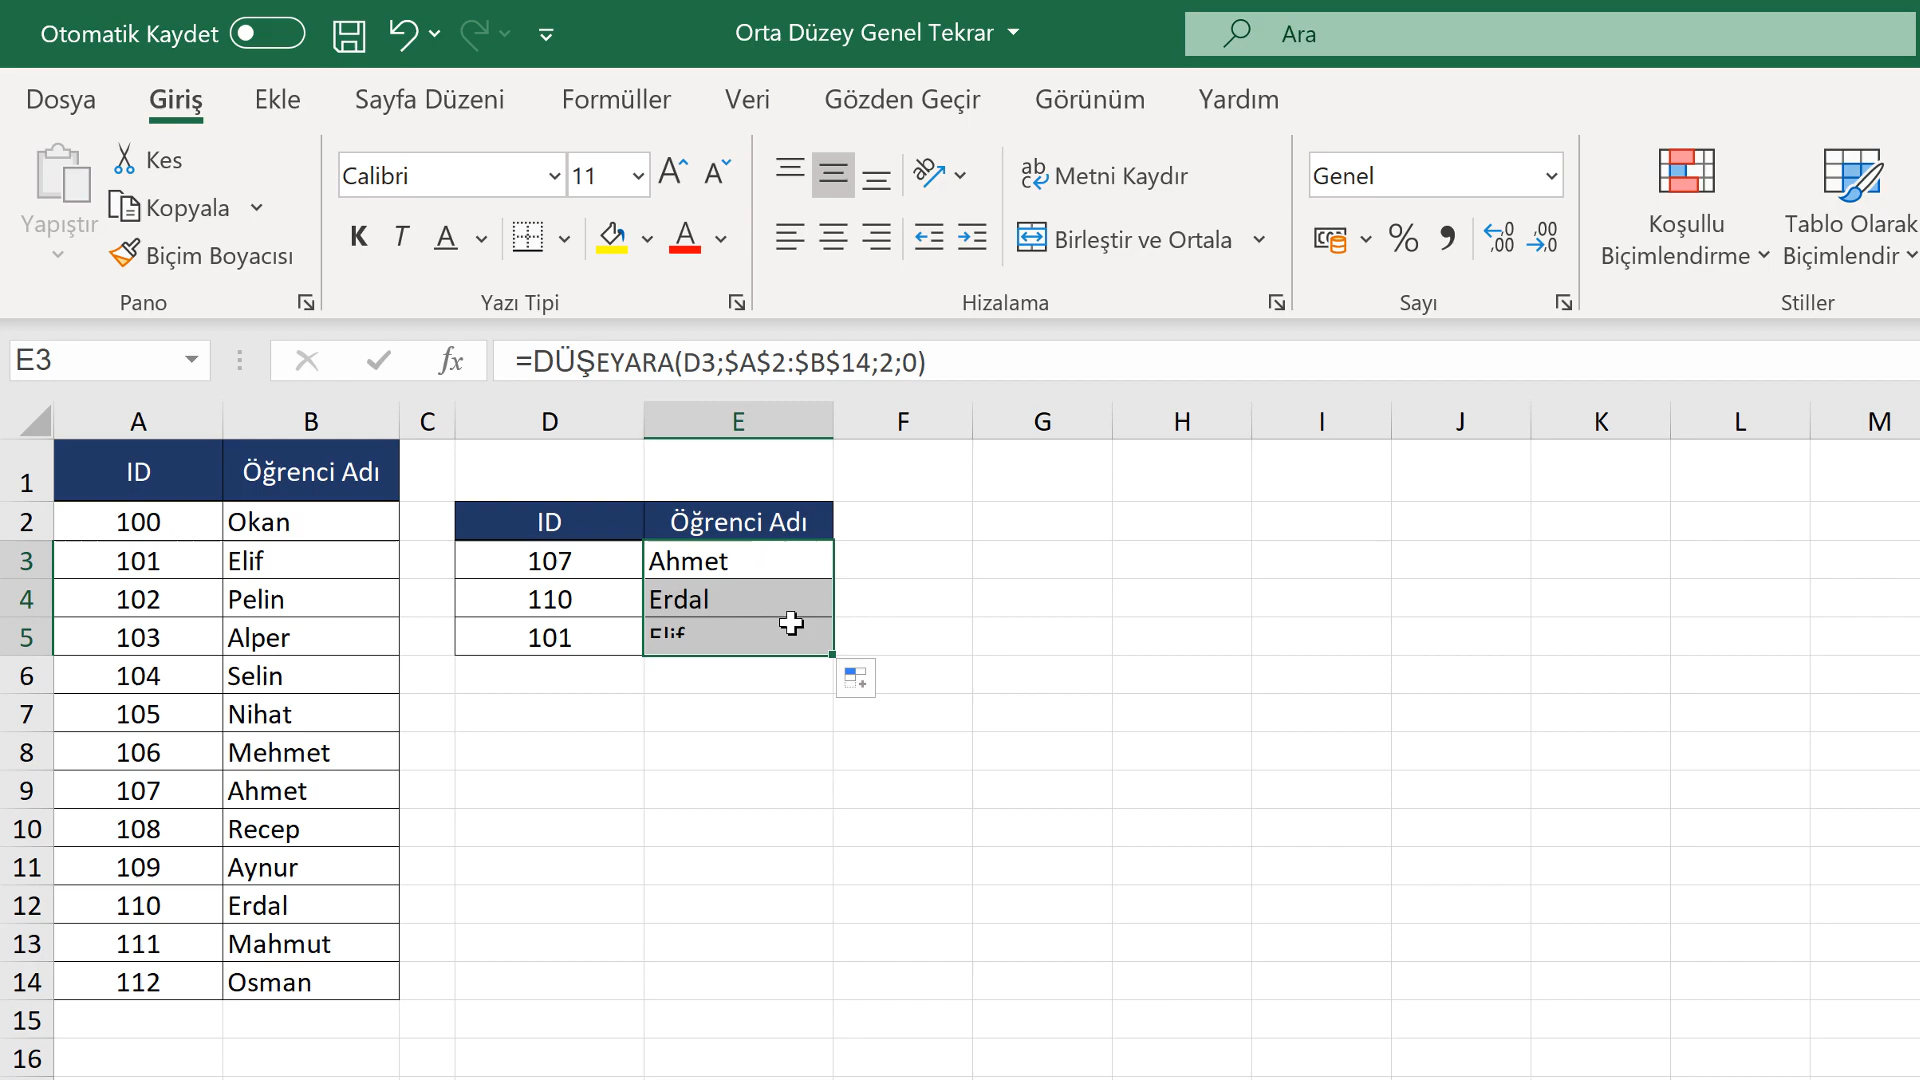 Otomatik Kaydet
Orta Düzey Genel Tekrar
Ara
Dosya Giriş Ekle Sayfa Düzeni Formüller Veri Gözden Geçir Görünüm Yardım
Yapıştır
Kes
Kopyala
Biçim Boyacısı
Pano
Calibri 11
K T A
Yazı Tipi
Metni Kaydır
Birleştir ve Ortala
Hizalama
Genel
Sayı
Koşullu Biçimlendirme
Tablo Olarak Biçimlendir
Stiller
E3 fx =DÜŞEYARA(D3;$A$2:$B$14;2;0)
A B C D E F G H I J K L M
1 ID Öğrenci Adı
2 100 Okan ID Öğrenci Adı
3 101 Elif 107 Ahmet
4 102 Pelin 110 Erdal
5 103 Alper 101 Elif
6 104 Selin
7 105 Nihat
8 106 Mehmet
9 107 Ahmet
10 108 Recep
11 109 Aynur
12 110 Erdal
13 111 Mahmut
14 112 Osman
15
16